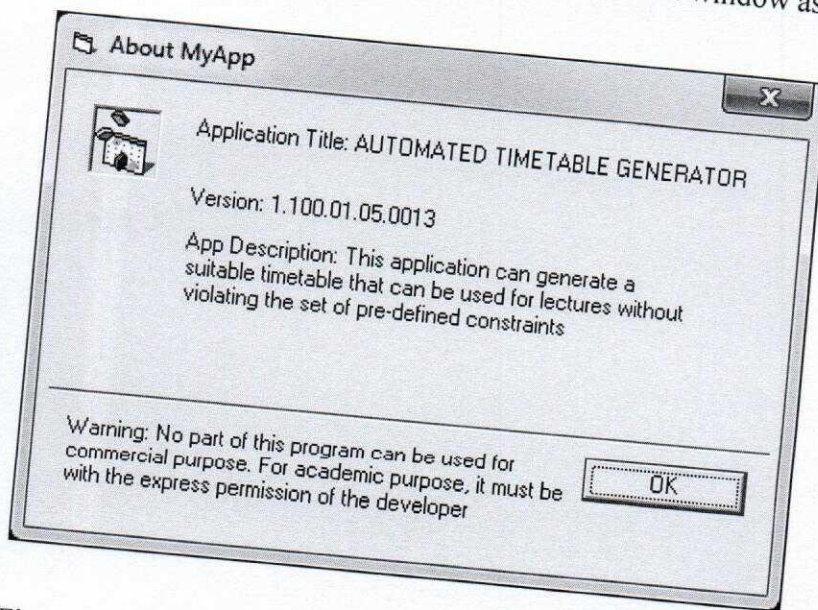 window as
About MyApp
Application Title: AUTOMATED TIMETABLE GENERATOR
Version: 1.100.01.05.0013
App Description: This application can generate a
suitable timetable that can be used for lectures without
violating the set of pre-defined constraints
Warning: No part of this program can be used for
commercial purpose. For academic purpose, it must be
with the express permission of the developer
OK